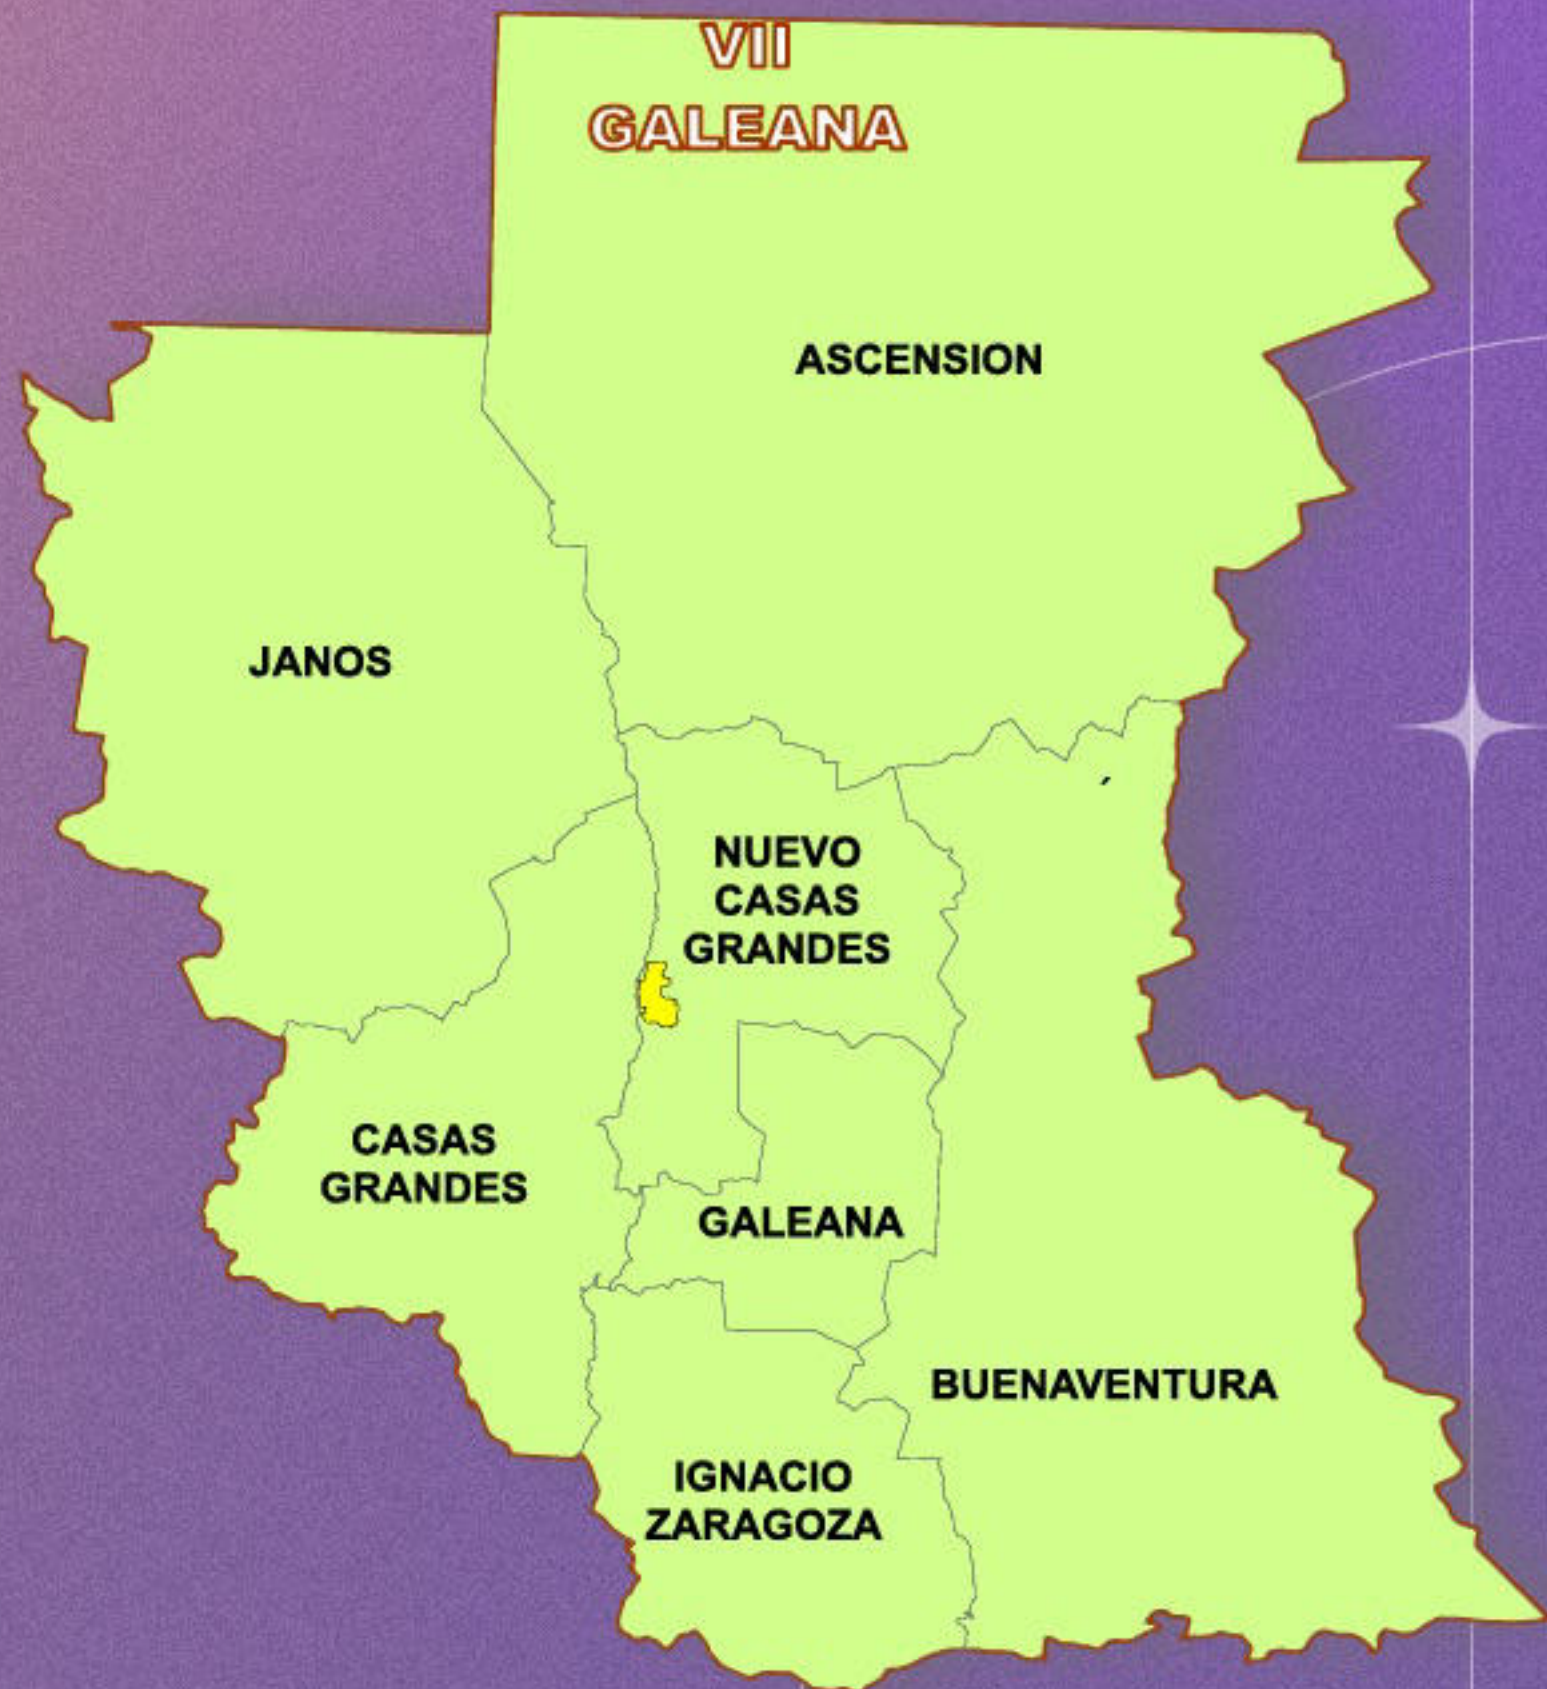 VII
GALEANA
ASCENSION
JANOS
NUEVO
CASAS
GRANDES
CASAS
GRANDES
GALEANA
BUENAVENTURA
IGNACIO
ZARAGOZA